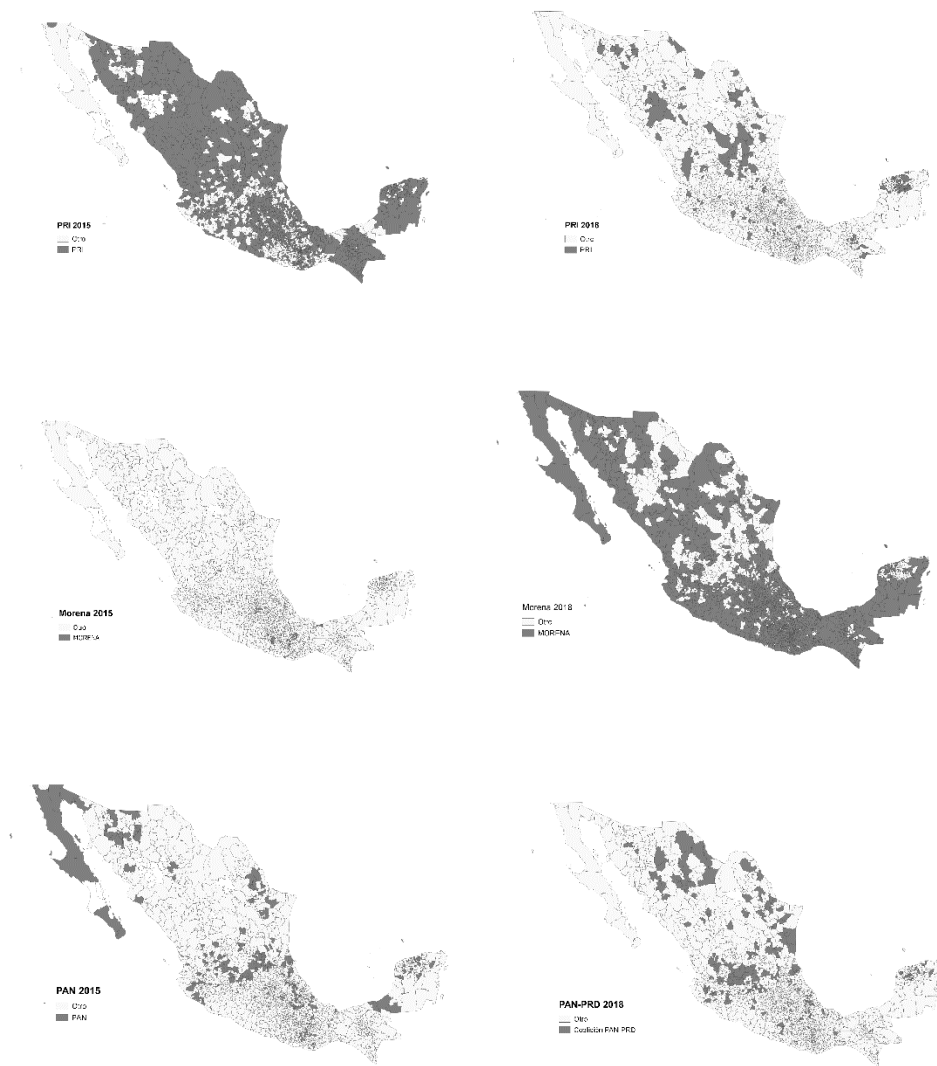 PRI 2015
Otro
PRI
PRI 2018
Otro
PRI
Morena 2015
Otro
MORENA
Morena 2018
Otro
MORENA
PAN 2015
Otro
PAN
PAN-PRD 2018
Otro
Coalición PAN-PRD